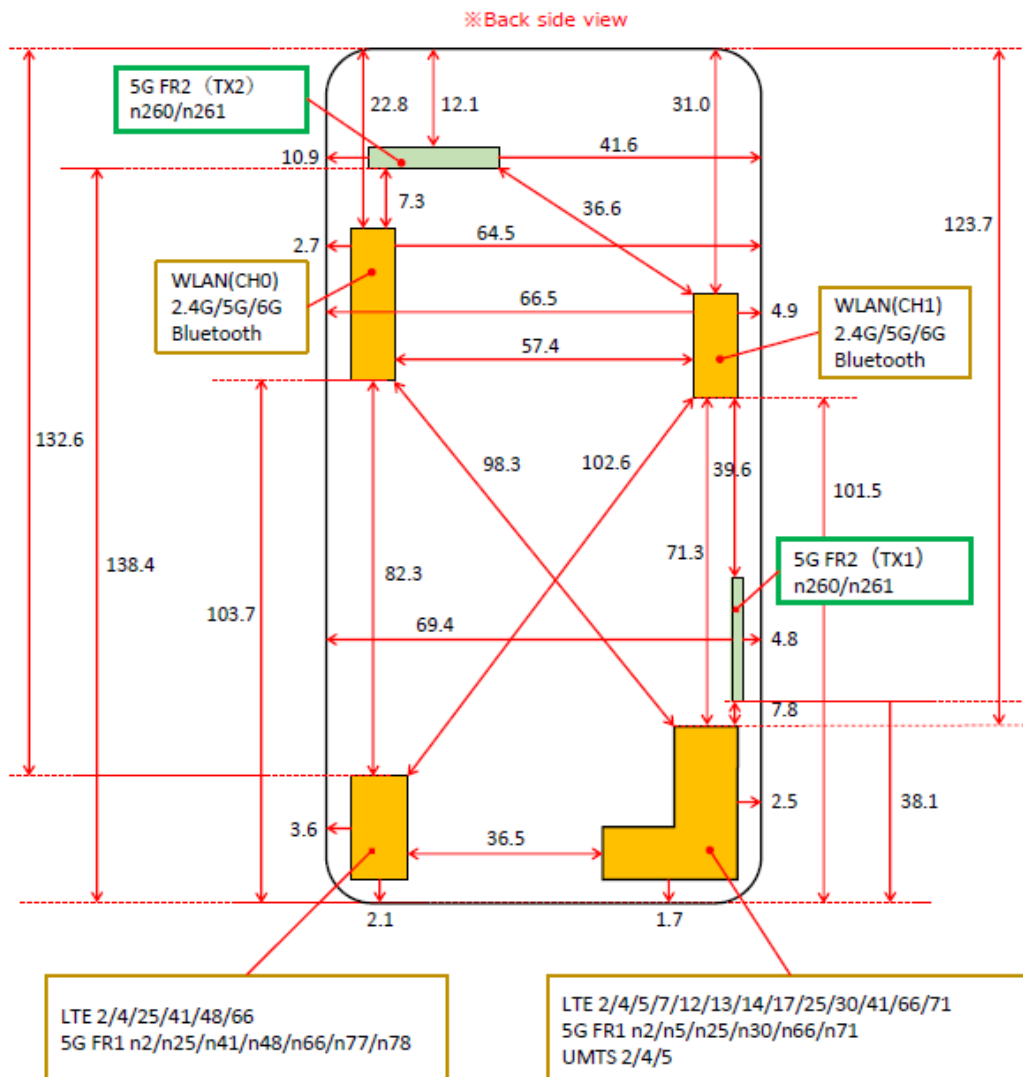 ※Back side view
5G FR2（TX2）
n260/n261
22.8
12.1
31.0
10.9
41.6
7.3
36.6
123.7
2.7
64.5
WLAN(CH0)
2.4G/5G/6G
Bluetooth
66.5
4.9
WLAN(CH1)
2.4G/5G/6G
Bluetooth
57.4
132.6
98.3
102.6
39.6
101.5
138.4
82.3
71.3
5G FR2（TX1）
n260/n261
103.7
69.4
4.8
7.8
2.5
38.1
3.6
36.5
2.1
1.7
LTE 2/4/25/41/48/66
5G FR1 n2/n25/n41/n48/n66/n77/n78
LTE 2/4/5/7/12/13/14/17/25/30/41/66/71
5G FR1 n2/n5/n25/n30/n66/n71
UMTS 2/4/5